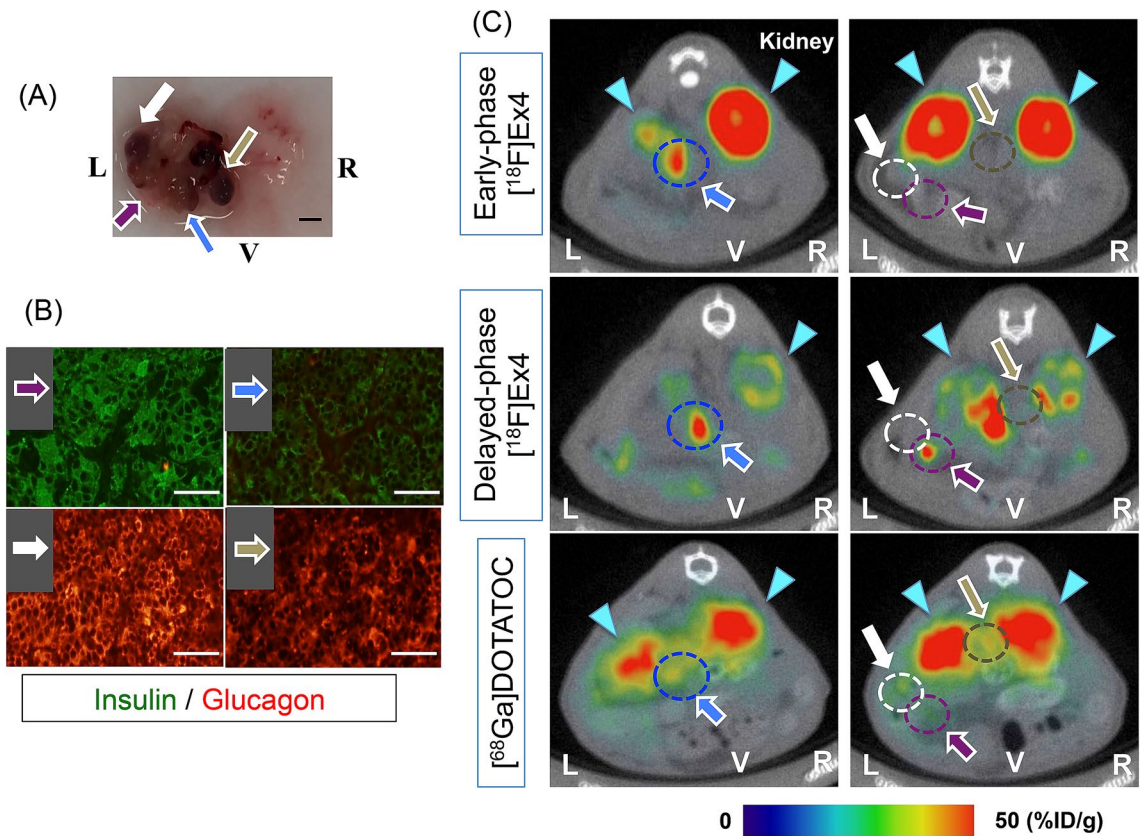 (A)
L
R
V
(B)
Insulin / Glucagon
(C)
Early-phase
[¹⁸F]Ex4
Kidney
L V R
L V R
Delayed-phase
[¹⁸F]Ex4
L V R
L V R
[⁶⁸Ga]DOTATOC
L V R
L V R
0 50 (%ID/g)